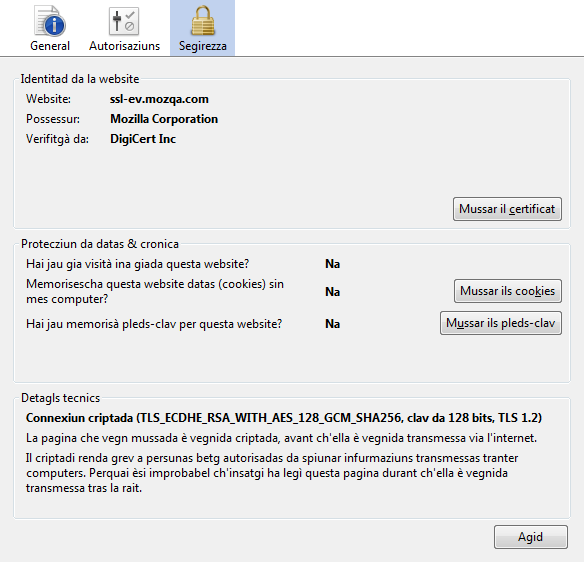 General Autorisaziuns Segirezza
Identitad da la website
Website: ssl-ev.mozqa.com
Possessur: Mozilla Corporation
Verifitgà da: DigiCert Inc
Mussar il certificat
Protecziun da datas & cronica
Hai jau gia visità ina giada questa website? Na
Memorisescha questa website datas (cookies) sin
mes computer? Na Mussar ils cookies
Hai jau memorisà pleds-clav per questa website? Na Mussar ils pleds-clav
Detagls tecnics
Connexiun criptada (TLS_ECDHE_RSA_WITH_AES_128_GCM_SHA256, clav da 128 bits, TLS 1.2)
La pagina che vegn mussada è vegnida criptada, avant ch'ella è vegnida transmessa via l'internet.
Il criptadi renda grev a persunas betg autorisadas da spiunar infurmaziuns transmessas tranter
computers. Perquai èsi improbabel ch'insatgi ha legì questa pagina durant ch'ella è vegnida
transmessa tras la rait.
Agid